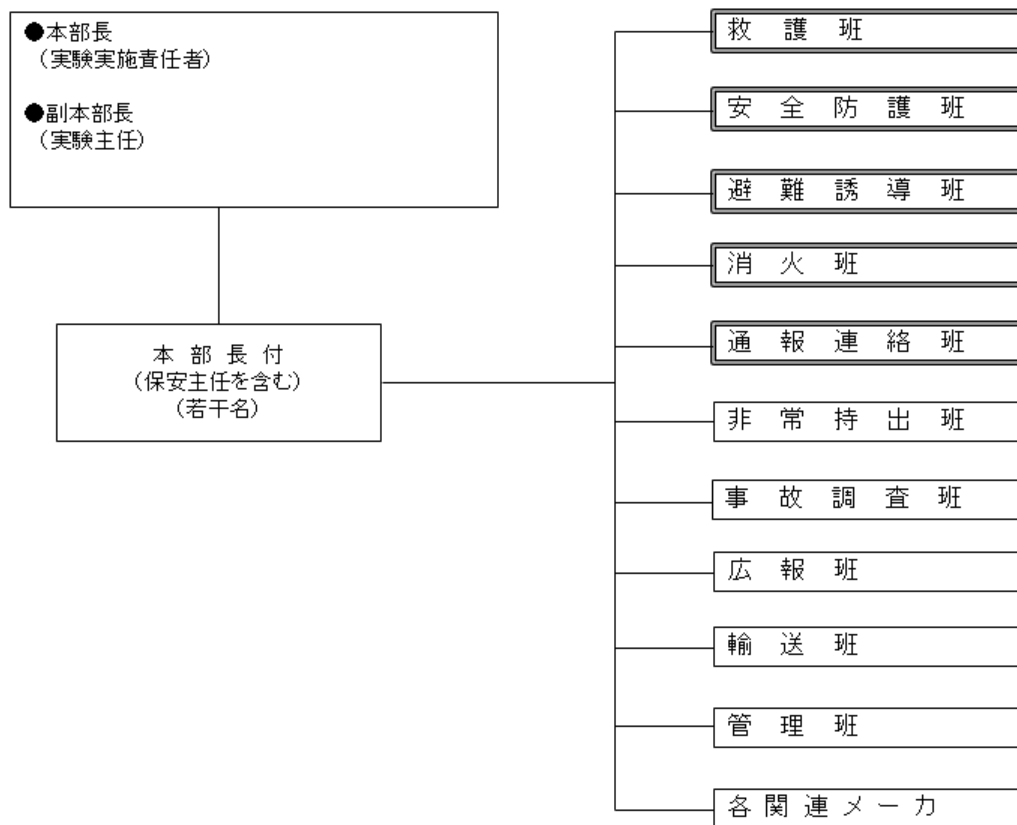 ●本部長
（実験実施責任者）
●副本部長
（実験主任）
本部長付
（保安主任を含む）
（若干名）
救護班
安全防護班
避難誘導班
消火班
通報連絡班
非常持出班
事故調査班
広報班
輸送班
管理班
各関連メーカ